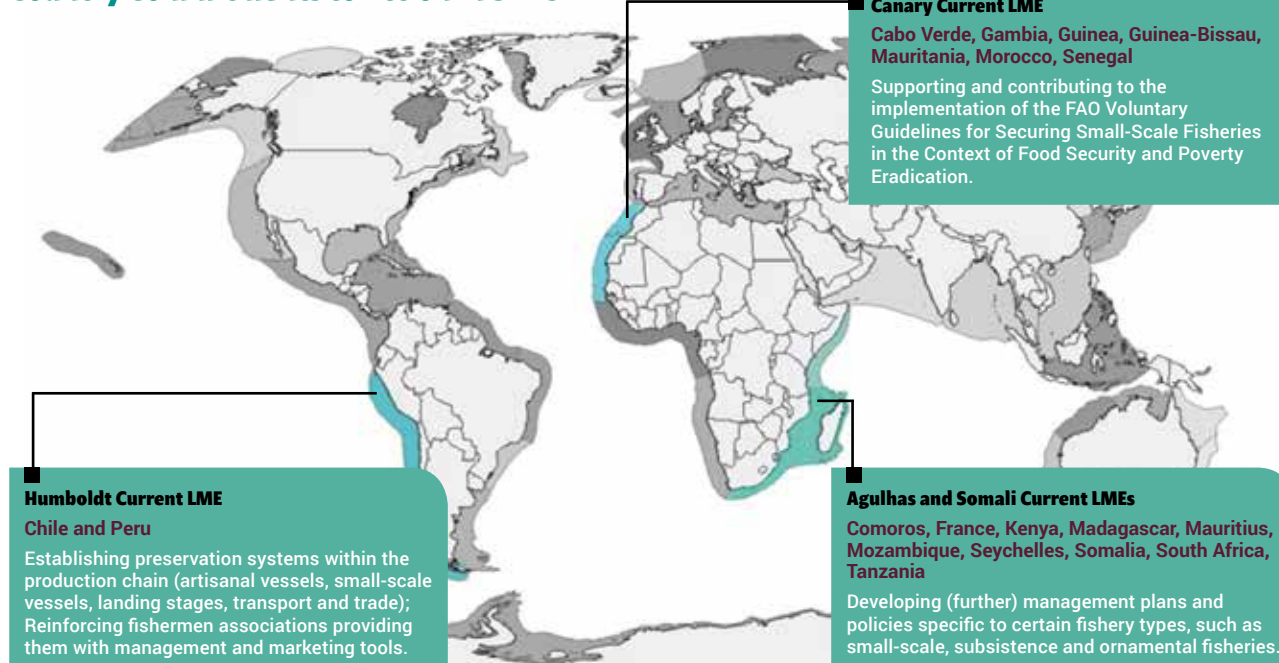 Canary Current LME
Cabo Verde, Gambia, Guinea, Guinea-Bissau,
Mauritania, Morocco, Senegal
Supporting and contributing to the
implementation of the FAO Voluntary
Guidelines for Securing Small-Scale Fisheries
in the Context of Food Security and Poverty
Eradication.
Humboldt Current LME
Chile and Peru
Establishing preservation systems within the
production chain (artisanal vessels, small-scale
vessels, landing stages, transport and trade);
Reinforcing fishermen associations providing
them with management and marketing tools.
Agulhas and Somali Current LMEs
Comoros, France, Kenya, Madagascar, Mauritius,
Mozambique, Seychelles, Somalia, South Africa,
Tanzania
Developing (further) management plans and
policies specific to certain fishery types, such as
small-scale, subsistence and ornamental fisheries.